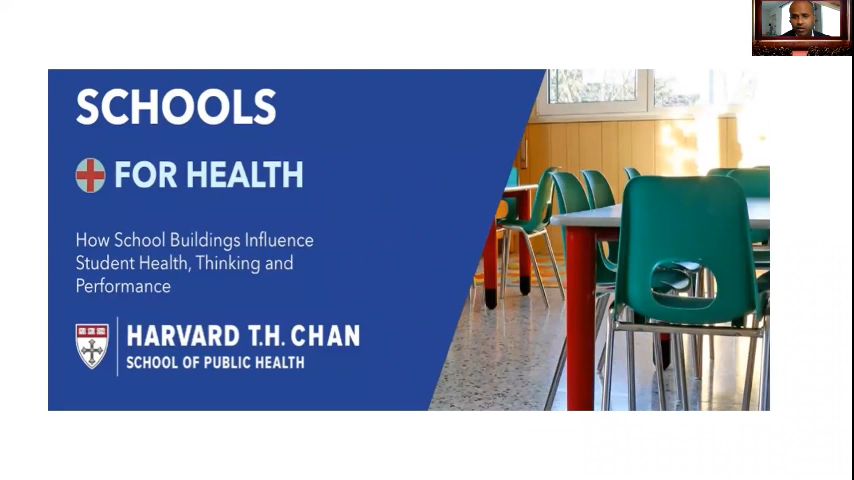 SCHOOLS
FOR HEALTH
How School Buildings Influence
Student Health, Thinking and
Performance
HARVARD T.H. CHAN
SCHOOL OF PUBLIC HEALTH